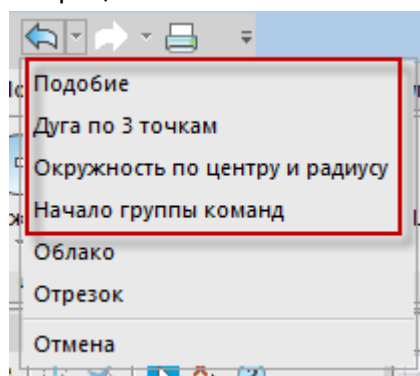 Подобие
Дуга по 3 точкам
Окружность по центру и радиусу
Начало группы команд
Облако
Отрезок
Отмена